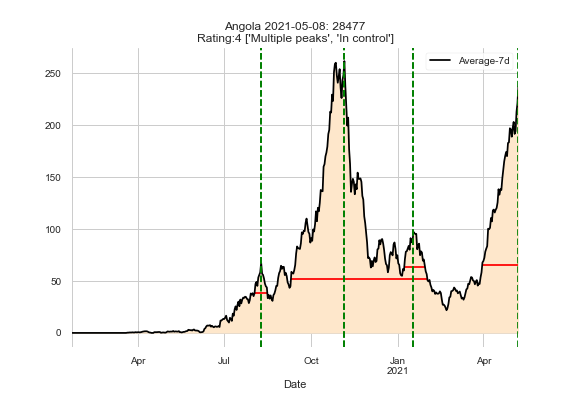 Angola 2021-05-08: 28477
Rating:4 ['Multiple peaks', 'In control']
Average-7d
250
200
150
100
50
0
Apr
Jul
Oct
Jan
2021
Apr
Date